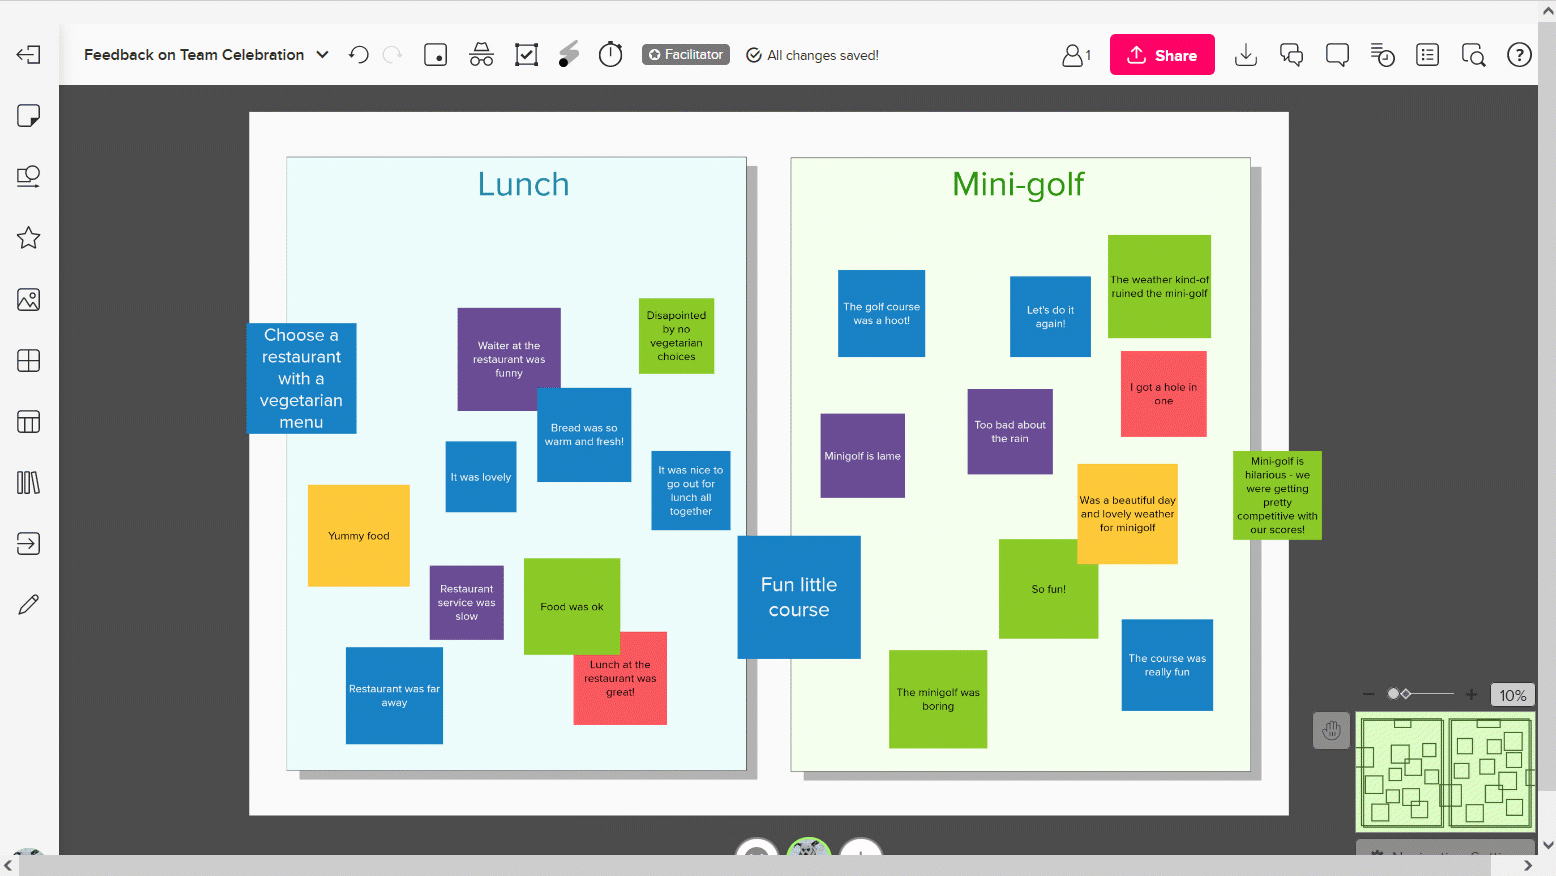 Feedback on Team Celebration
Facilitator
All changes saved!
1
Share
Lunch
Choose a
restaurant
with a
vegetarian
menu
Waiter at the
restaurant was
funny
Disapointed
by no
vegetarian
choices
Bread was so
warm and fresh!
It was lovely
It was nice to
go out for
lunch all
together
Yummy food
Restaurant
service was
slow
Food was ok
Lunch at the
restaurant was
great!
Restaurant was far
away
Mini-golf
The golf course
was a hoot!
Let's do it
again!
The weather kind-of
ruined the mini-golf
I got a hole in
one
Too bad about
the rain
Minigolf is lame
Was a beautiful day
and lovely weather
for minigolf
Mini-golf is
hilarious - we
were getting
pretty
competitive with
our scores!
Fun little
course
So fun!
The course was
really fun
The minigolf was
boring
10%